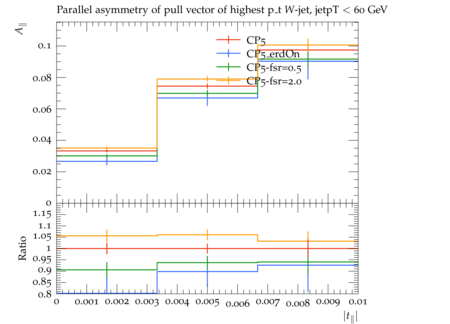 Parallel asymmetry of pull vector of highest p_t W-jet, jetpT < 60 GeV
A∥
CP5
CP5_erdOn
CP5-fsr=0.5
CP5-fsr=2.0
0.1
0.08
0.06
0.04
0.02
0
Ratio
1.15
1.1
1.05
1
0.95
0.9
0.85
0.8
0 0.001 0.002 0.003 0.004 0.005 0.006 0.007 0.008 0.009 0.01
|t∥|